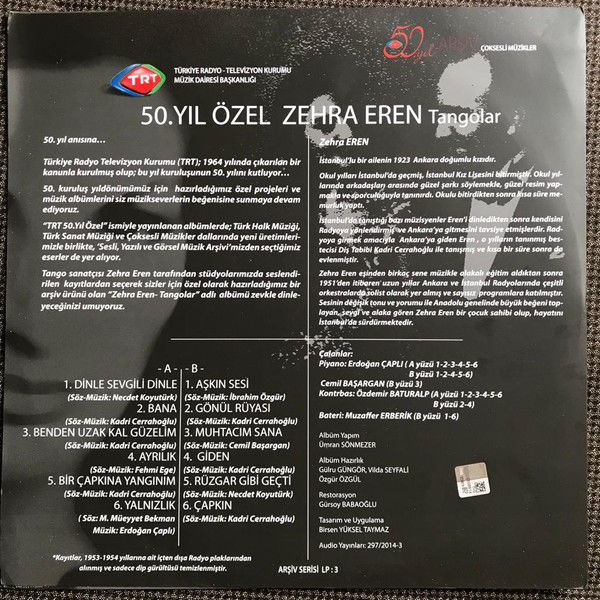 50 yıl ARŞİV ÇOKSESLİ MÜZİKLER
TRT
TÜRKİYE RADYO - TELEVİZYON KURUMU
MÜZİK DAİRESİ BAŞKANLIĞI
50.YIL ÖZEL ZEHRA EREN Tangolar
50. yıl anısına...
Türkiye Radyo Televizyon Kurumu (TRT); 1964 yılında çıkarılan bir
kanunla kurulmuş olup; bu yıl kuruluşunun 50. yılını kutluyor...
50. kuruluş yıldönümümüz için hazırladığımız özel projeleri ve
müzik albümlerini siz müzikseverlerin beğenisine sunmaya devam
ediyoruz.
"TRT 50.Yıl Özel" ismiyle yayınlanan albümlerde; Türk Halk Müziği,
Türk Sanat Müziği ve Çoksesli Müzikler dallarında yeni üretimleri-
mizle birlikte, 'Sesli, Yazılı ve Görsel Müzik Arşivi'mizden seçtiğimiz
eserler de yer alıyor.
Tango sanatçısı Zehra Eren tarafından stüdyolarımızda seslendi-
rilen kayıtlardan seçerek sizler için özel olarak hazırladığımız bir
arşiv ürünü olan "Zehra Eren- Tangolar" adlı albümü zevkle dinle-
yeceğinizi umuyoruz.
Zehra EREN
İstanbul'lu bir ailenin 1923 Ankara doğumlu kızıdır.
Okul yılları İstanbul'da geçmiş, İstanbul Kız Lisesini bitirmiştir. Okul yıl-
larında arkadaşları arasında güzel şarkı söylemekle, güzel resim yap-
makla ve sporculuğuyla tanınırdı. Okulu bitirdikten sonra kısa süre me-
murluk yaptı.
İstanbul'da tanıştığı bazı müzisyenler Eren'i dinledikten sonra kendisini
Radyoya yönlendirmiş ve Ankara'ya gitmesini tavsiye etmişlerdir. Rad-
yoya girmek amacıyla Ankara'ya giden Eren , o yılların tanınmış bes-
tecisi Diş Tabibi Kadri Cerrahoğlu ile tanışmış ve kısa bir süre sonra da
evlenmiştir.
Zehra Eren eşinden birkaç sene müzikle alakalı eğitim aldıktan sonra
1951'den itibaren uzun yıllar Ankara ve İstanbul Radyolarında çeşitli
orkestralarda solist olarak yer almış ve sayısız programlara katılmıştır.
Sesinin değişik tonu ve yorumu ile Anadolu genelinde büyük beğeni top-
layan, sevgi ve alaka gören Zehra Eren bir çocuk sahibi olup, hayatını
İstanbul'da sürdürmektedir.
- A -
1. DİNLE SEVGİLİ DİNLE
(Söz-Müzik: Necdet Koyutürk)
2. BANA
(Söz-Müzik: Kadri Cerrahoğlu)
3. BENDEN UZAK KAL GÜZELİM
(Söz-Müzik: Kadri Cerrahoğlu)
4. AYRILIK
(Söz-Müzik: Fehmi Ege)
5. BİR ÇAPKINA YANGINIM
(Söz-Müzik: Kadri Cerrahoğlu)
6. YALNIZLIK
( Söz: M. Müeyyet Bekman
Müzik: Erdoğan Çaplı)
- B -
1. AŞKIN SESİ
(Söz-Müzik: İbrahim Özgür)
2. GÖNÜL RÜYASI
(Söz-Müzik: Kadri Cerrahoğlu)
3. MUHTACIM SANA
(Söz-Müzik: Cemil Başargan)
4. GİDEN
(Söz-Müzik: Kadri Cerrahoğlu)
5. RÜZGAR GİBİ GEÇTİ
(Söz-Müzik: Necdet Koyutürk)
6. ÇAPKIN
(Söz-Müzik: Kadri Cerrahoğlu)
Çalanlar:
Piyano: Erdoğan ÇAPLI ( A yüzü 1-2-3-4-5-6
B yüzü 1-2-4-5-6)
Cemil BAŞARGAN (B yüzü 3)
Kontrbas: Özdemir BATURALP (A yüzü 1-2-3-4-5-6
B yüzü 2-4)
Bateri: Muzaffer ERBERİK (B yüzü 1-6)
Albüm Yapım
Ümran SÖNMEZER
Albüm Hazırlık
Gülru GÜNGÖR, Vilda SEYFALİ
Özgür ÖZGÜL
Restorasyon
Gürsoy BABAOĞLU
Tasarım ve Uygulama
Birsen YÜKSEL TAYMAZ
Audio Yayınları: 297/2014-3
*Kayıtlar, 1953-1954 yıllarına ait içten dışa Radyo plaklarından
alınmış ve sadece dip gürültüsü temizlenmiştir.
ARŞİV SERİSİ LP : 3